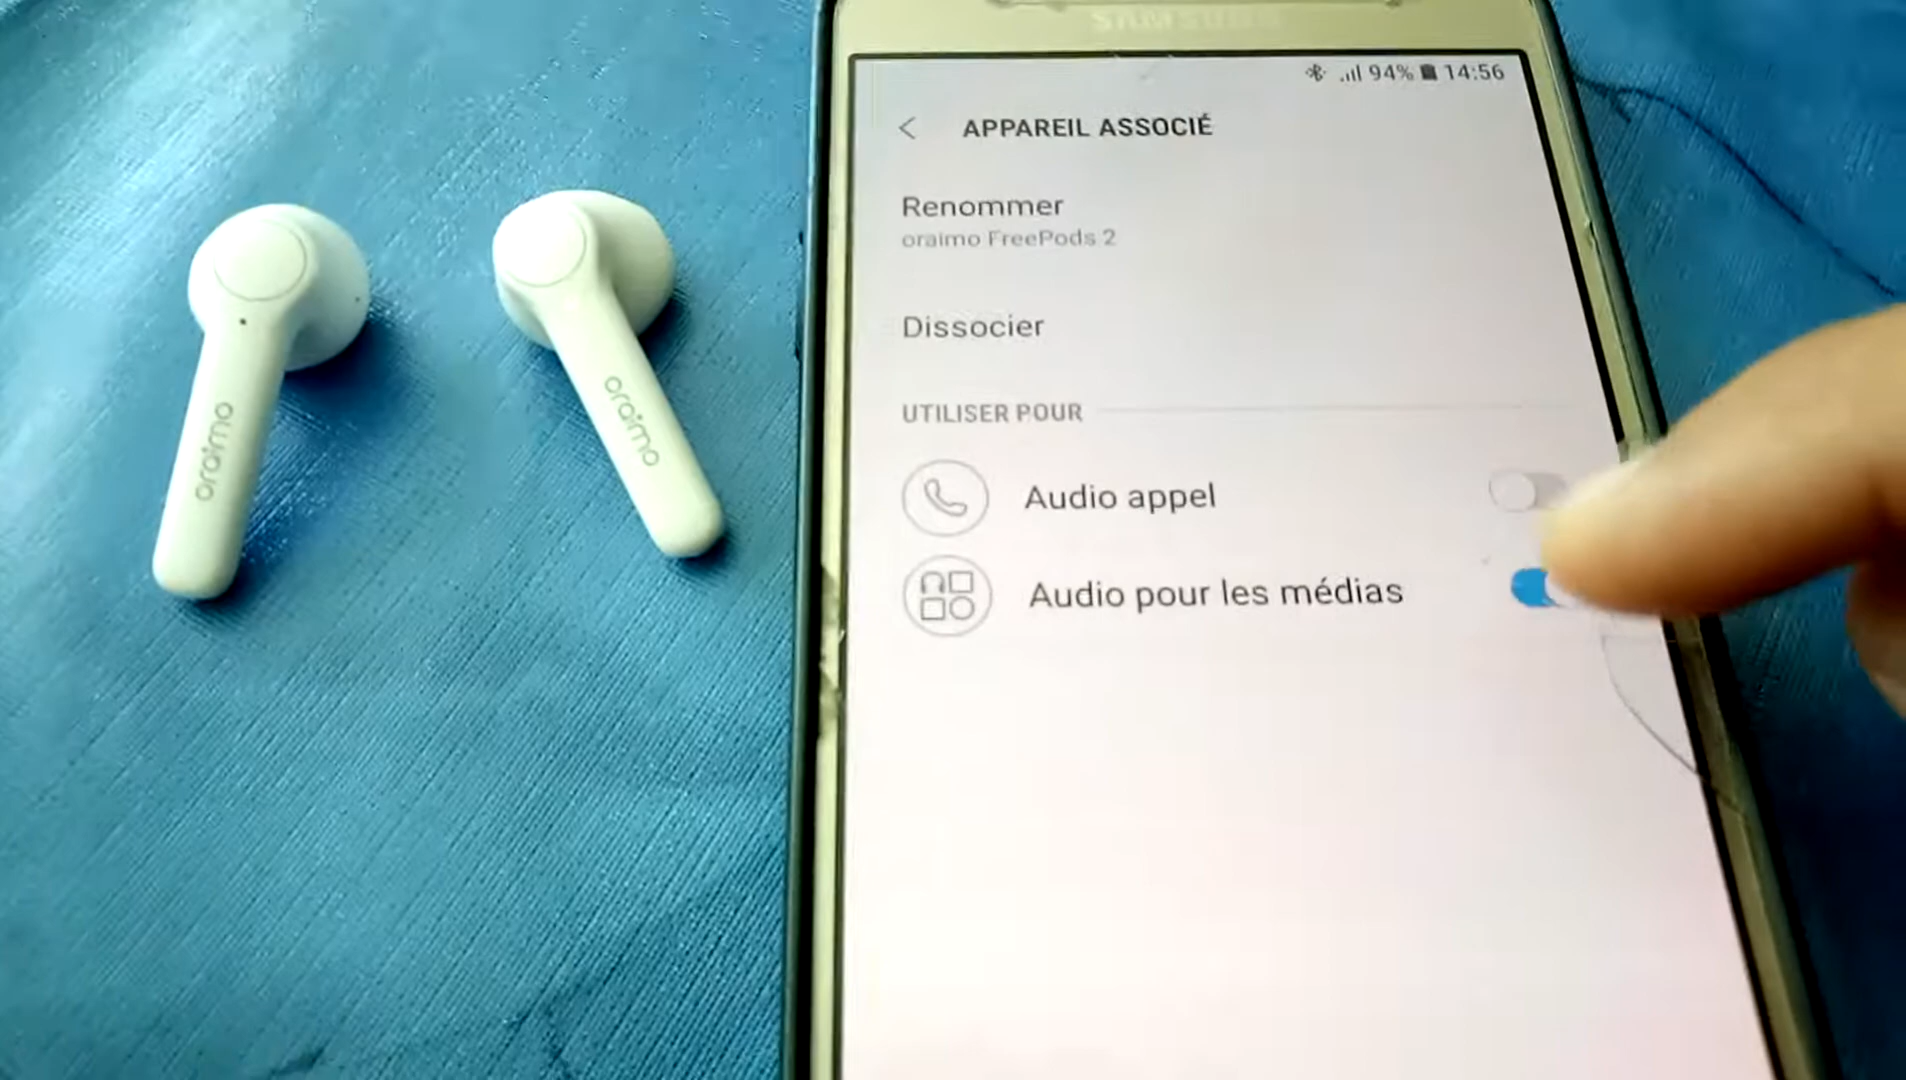 SAMSUNG
94% 14:56
APPAREIL ASSOCIÉ
Renommer
oraimo FreePods 2
Dissocier
UTILISER POUR
Audio appel
Audio pour les médias
oraimo
oraimo